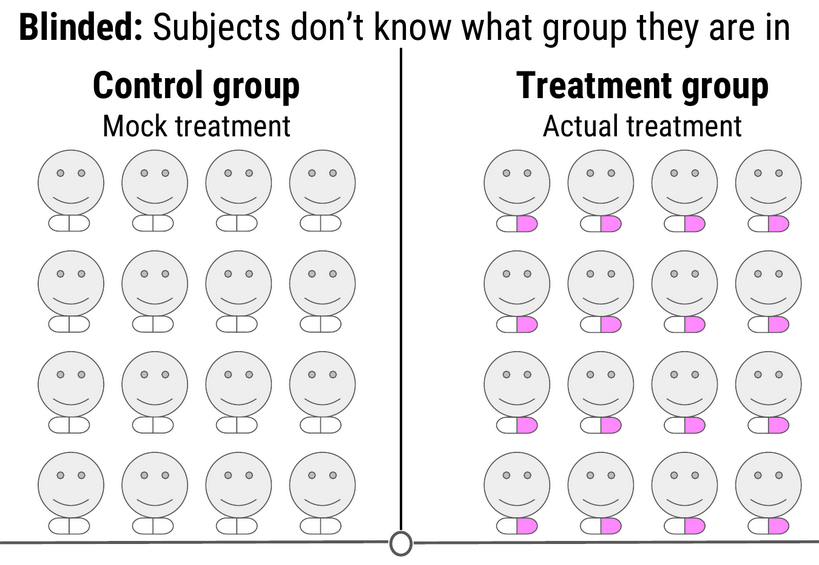 Blinded: Subjects don’t know what group they are in
Control group
Mock treatment
Treatment group
Actual treatment